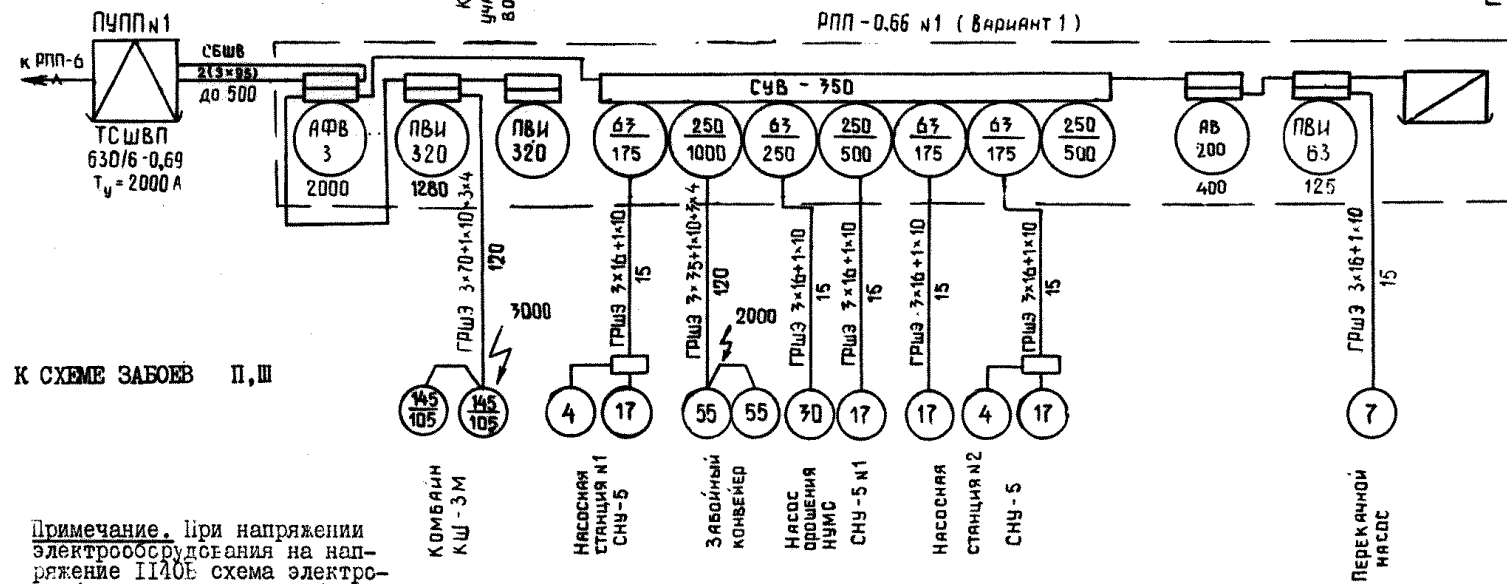 ПУПП №1
к РПП-6
СБШВ
2(3×95)
до 500
ТСШВП
630/6-0,69
Tу=2000 А
РПП-0.66 №1 (Вариант 1)
СУВ - 350
АФВ
3
2000
ПВИ
320
1280
ПВИ
320
63
175
250
1000
63
250
250
500
63
175
63
175
250
500
АВ
200
400
ПВИ
63
125
ГРШЭ 3×70+1×10+3×4
120
3000
ГРШЭ 3×16+1×10
15
ГРШЭ 3×35+1×10+3×4
120
2000
ГРШЭ 3×16+1×10
15
ГРШЭ 3×16+1×10
15
ГРШЭ 3×16+1×10
15
ГРШЭ 3×16+1×10
15
ГРШЭ 3×16+1×10
15
К СХЕМЕ ЗАБОЕВ П,Ш
145
105
145
105
4
17
55
55
30
17
17
4
17
7
Комбайн
КШ-3М
Насосная
станция №1
СНУ-5
Забойный
конвейер
Насос
орошения
НУМС
СНУ-5 №1
Насосная
станция №2
СНУ-5
Перекачной
насос
Примечание. При напряжении
электрооборудования на нап-
ряжение 1140В схема электро-